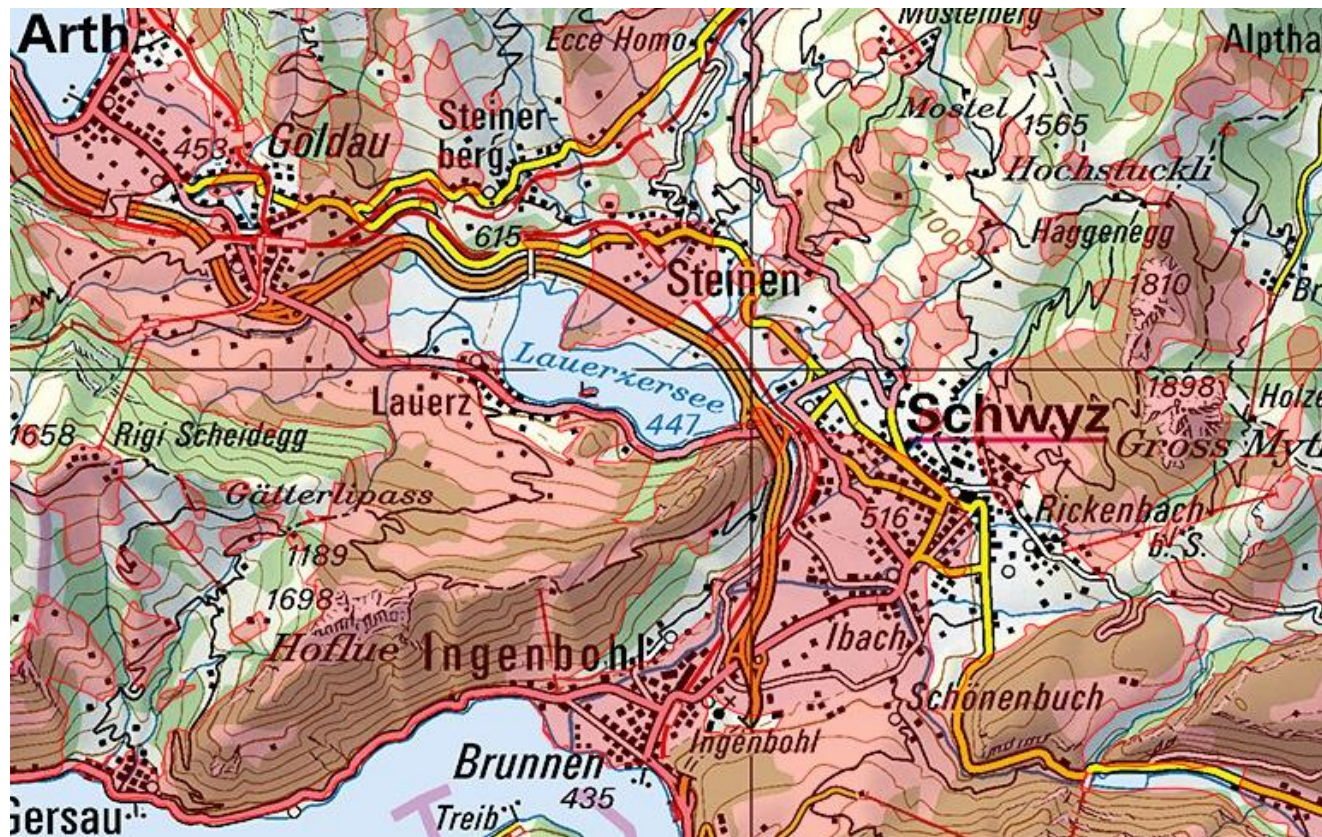 Arth
Ecce Homo
Mostelberg
Alptha
Steiner-
berg
Mostel
1565
453
Goldau
Hochstuckli
1000
Haggenegg
615
Steinen
1810
Br
Lauerzersee
447
Lauerz
1898
Holze
Schwyz
1658
Rigi Scheidegg
Gross Myt
Gätterlipass
516
Rickenbach
b. S.
1189
1698
Hoflue
Ingenbohl
Ibach
Schönenbuch
Ingenbohl
Brunnen
435
Gersau
Treib